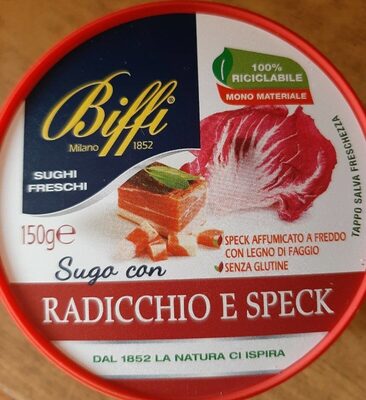 100%
RICICLABILE
MONO MATERIALE
Biffi
Milano 1852
SUGHI
FRESCHI
TAPPO SALVA FRESCHEZZA
150g℮
SPECK AFFUMICATO A FREDDO
CON LEGNO DI FAGGIO
SENZA GLUTINE
Sugo con
RADICCHIO E SPECK
DAL 1852 LA NATURA CI ISPIRA